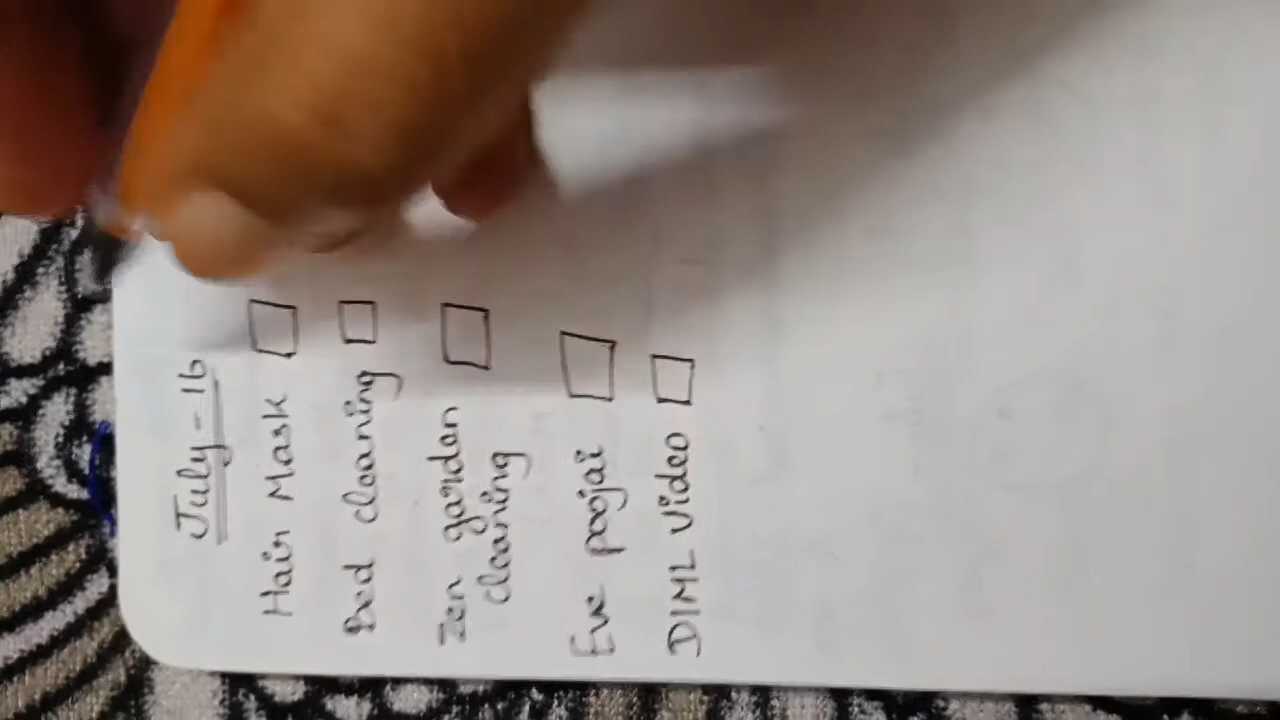 July-16
Hair Mask
Bed cleaning
Zen garden
cleaning
Eve poojai
DIML Video